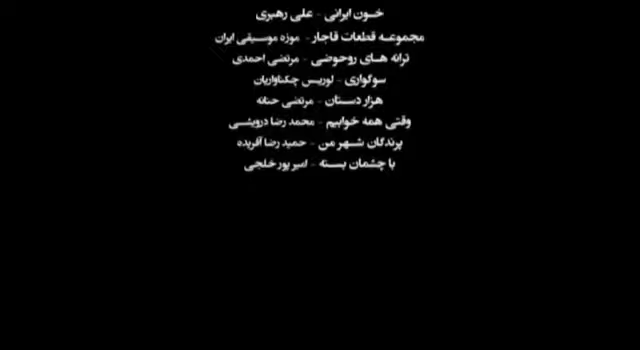 خون ایرانی - علی رهبری
مجموعه قطعات قاجار - موزه موسیقی ایران
ترانه های روحوضی - مرتضی احمدی
سوگواری - لوریس چکناواریان
هزار دستان - مرتضی حنانه
وقتی همه خوابیم - محمد رضا درویشی
پرندگان شهر من - حمید رضا آفریده
با چشمان بسته - امیر پور خلجی